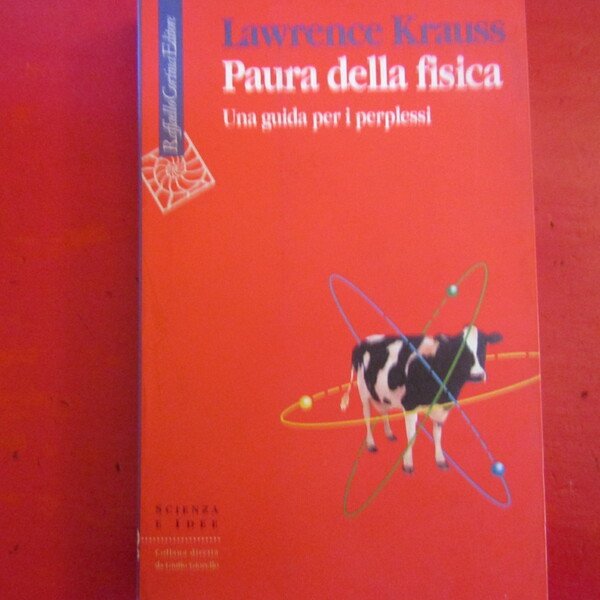 Lawrence Krauss
Paura della fisica
Una guida per i perplessi
Raffaello Cortina Editore
SCIENZA
E IDEE
Collana diretta
da Giulio Giorello